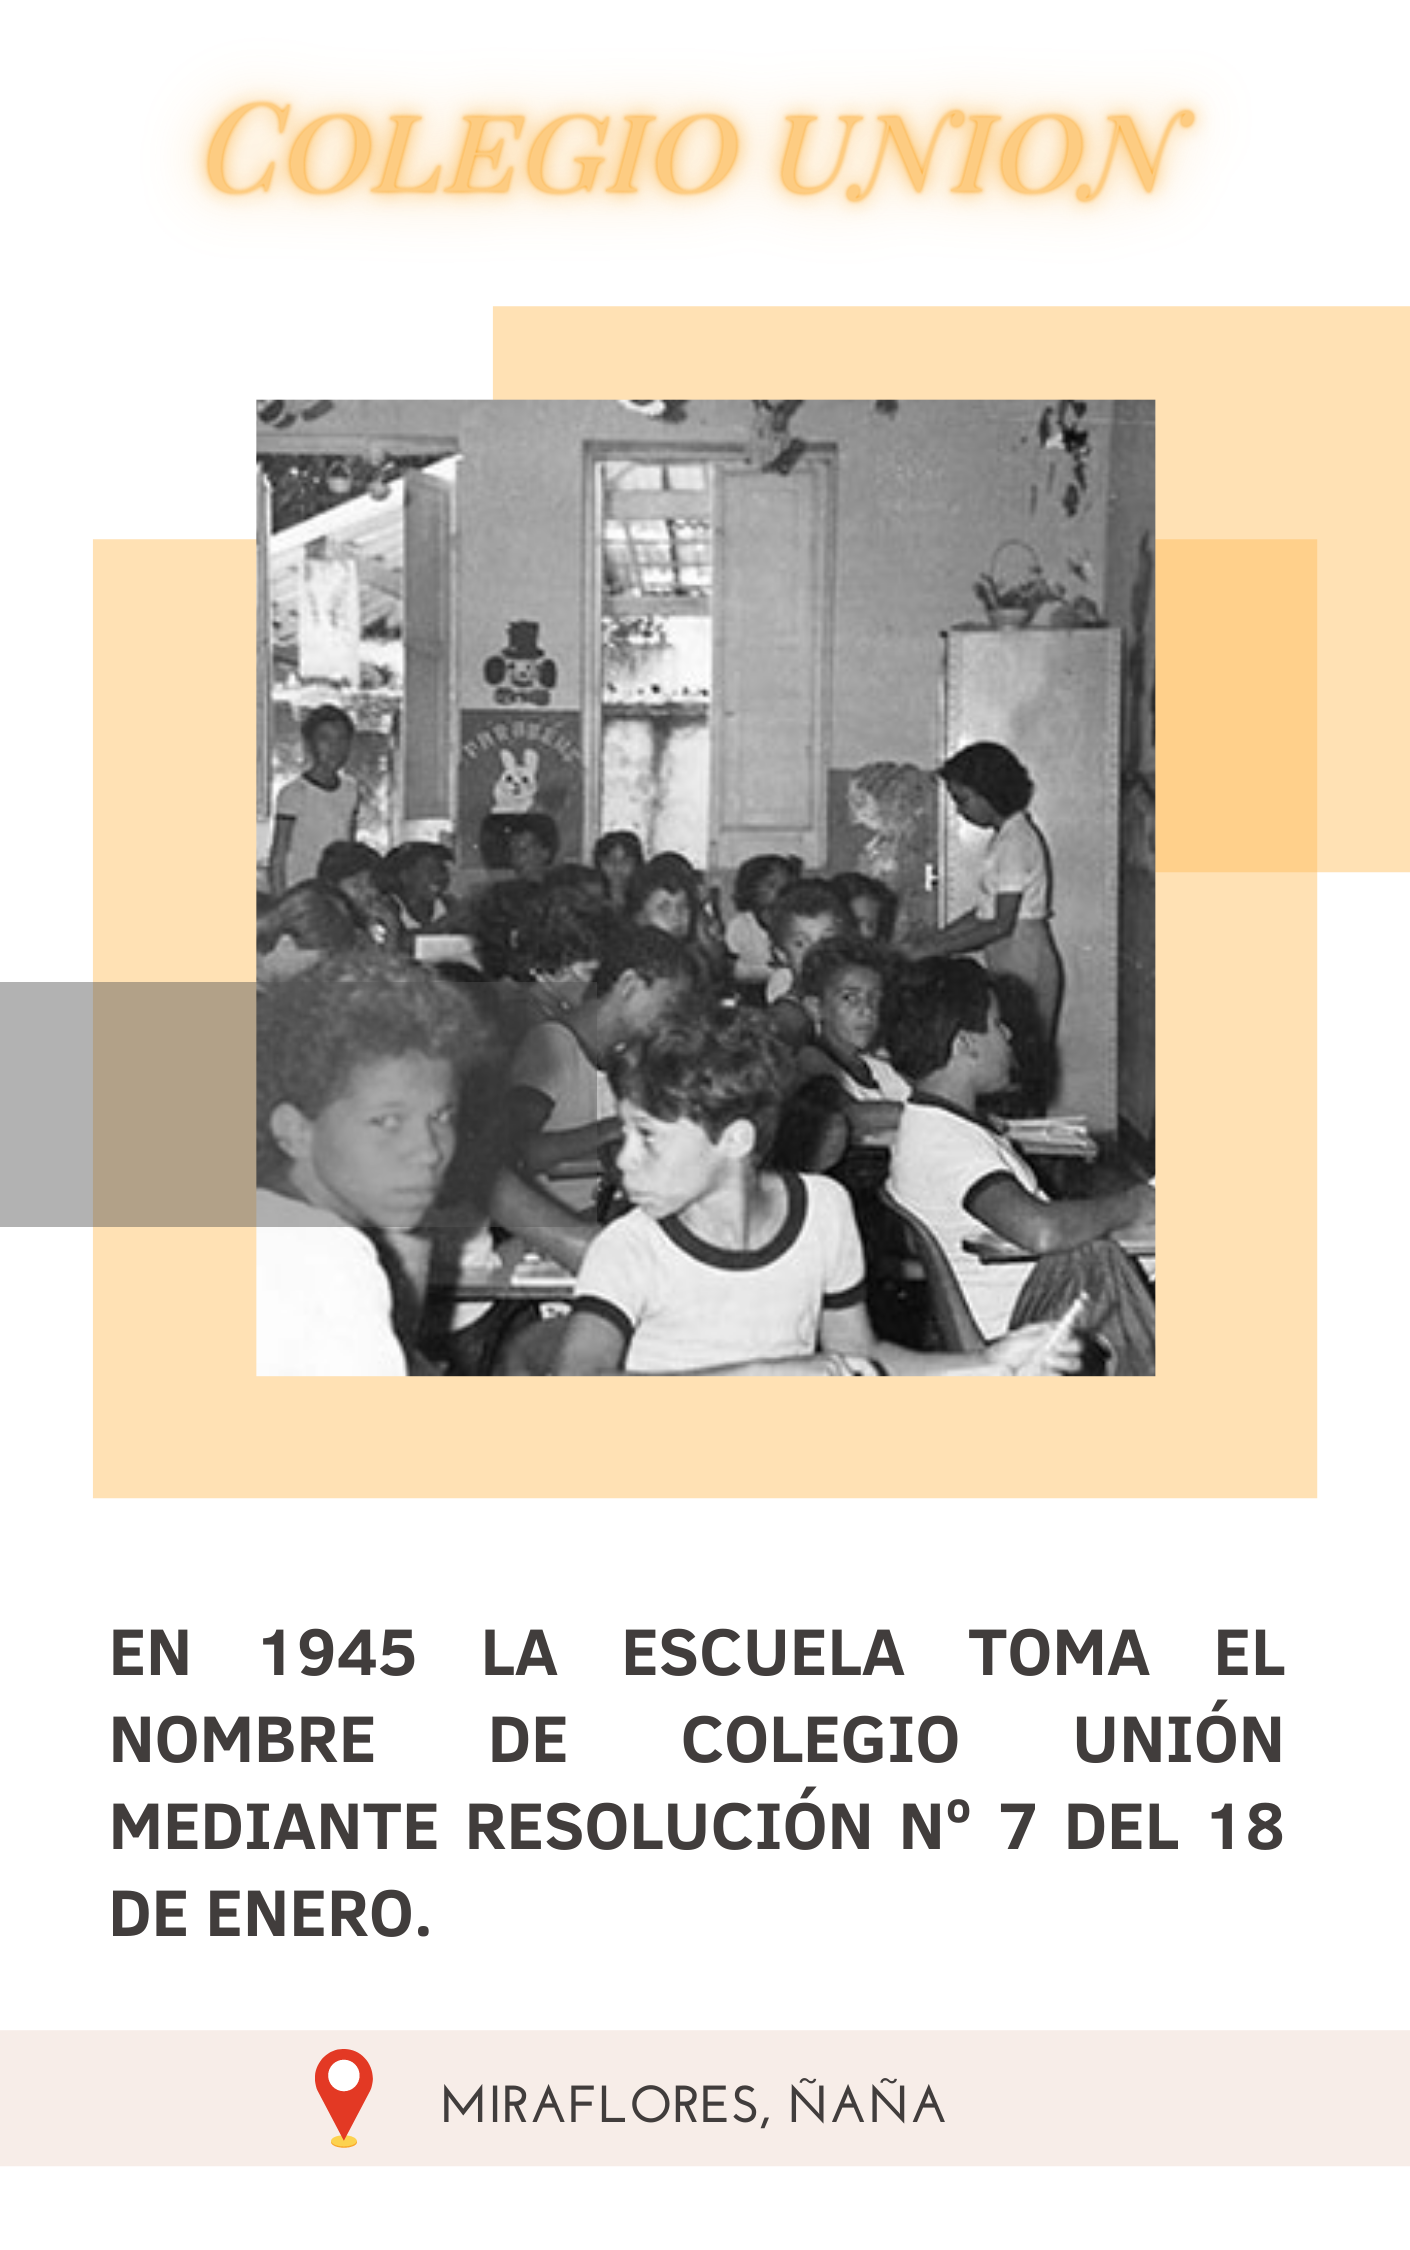 COLEGIO UNION
PARABÉNS
EN 1945 LA ESCUELA TOMA EL
NOMBRE DE COLEGIO UNIÓN
MEDIANTE RESOLUCIÓN Nº 7 DEL 18
DE ENERO.
MIRAFLORES, ÑAÑA